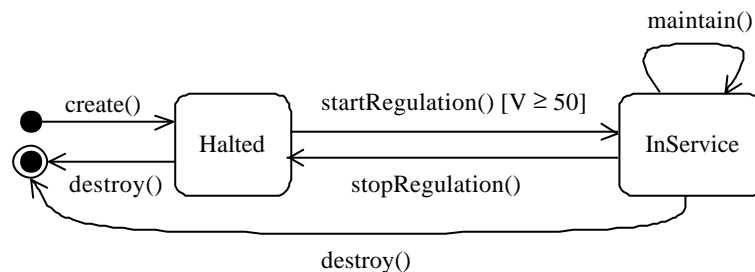 maintain()
create()
startRegulation() [V ≥ 50]
Halted
InService
destroy()
stopRegulation()
destroy()